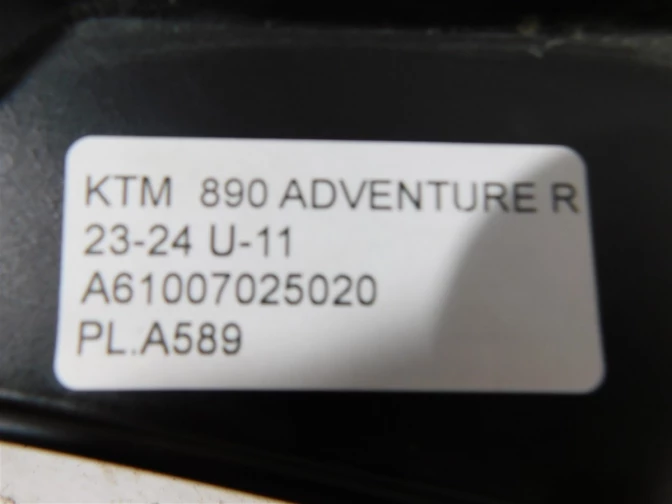 KTM 890 ADVENTURE R
23-24 U-11
A61007025020
PL.A589